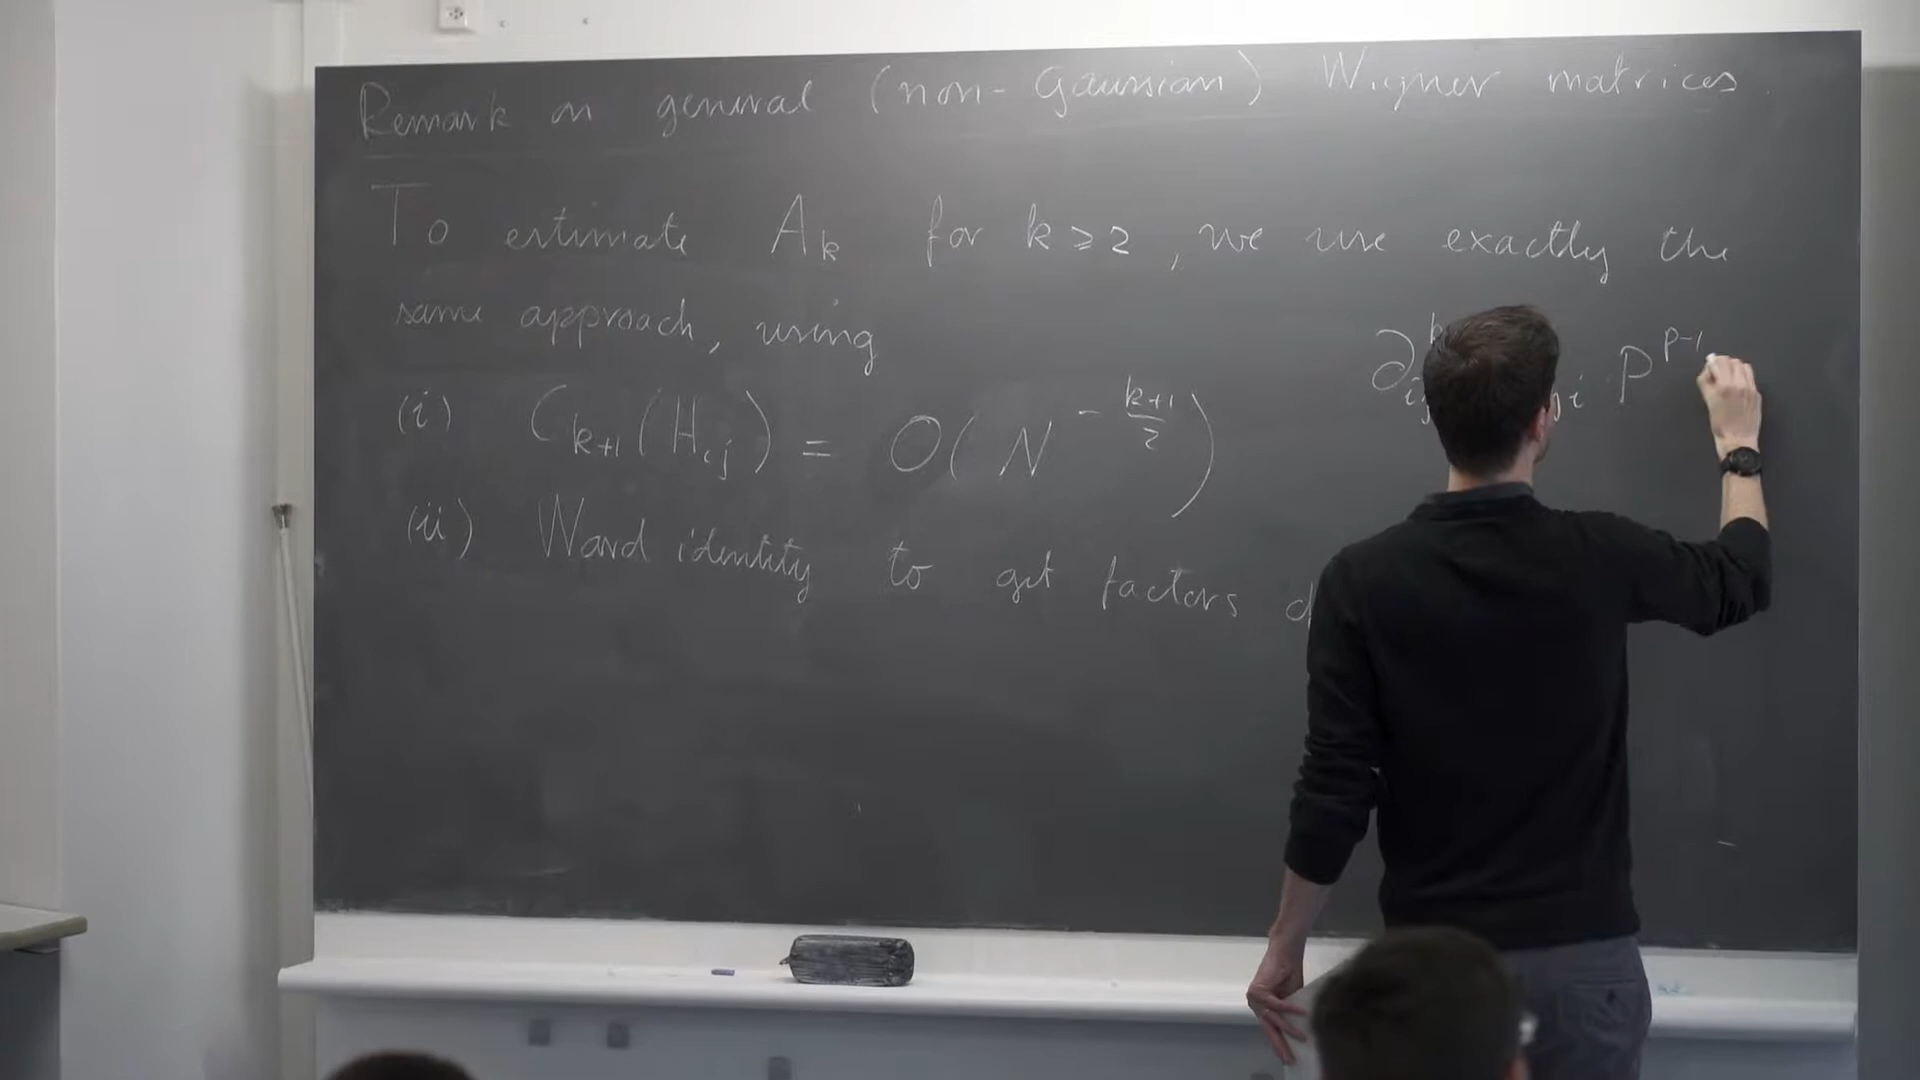 Remark on general (non-Gaussian) Wigner matrices
To estimate A_k for k ≥ 2, we use exactly the
same approach, using
(i) C_{k+1}(H_{ij}) = O(N^{-\frac{k+1}{2}})
∂ i P^{p-1}
(ii) Ward identity to get factors